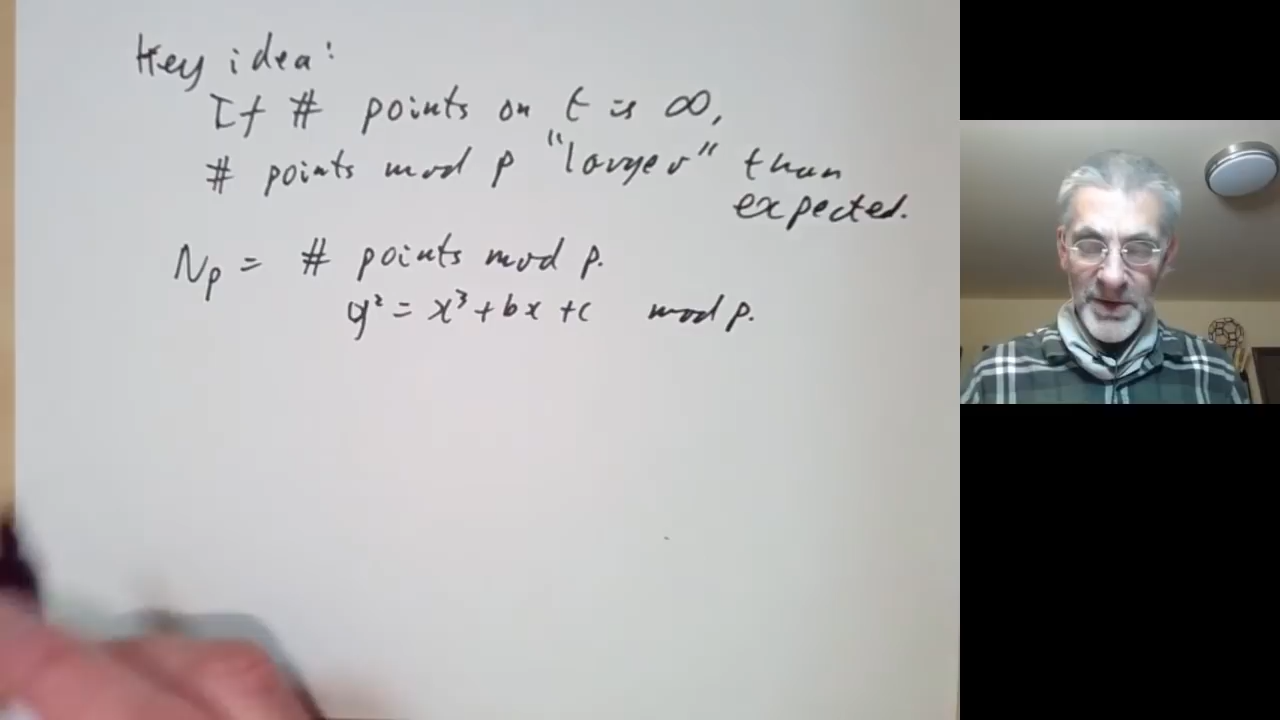 Key idea:
If # points on E is ∞,
# points mod p "larger" than
expected.
Np = # points mod p.
y² = x³ + bx + c mod p.